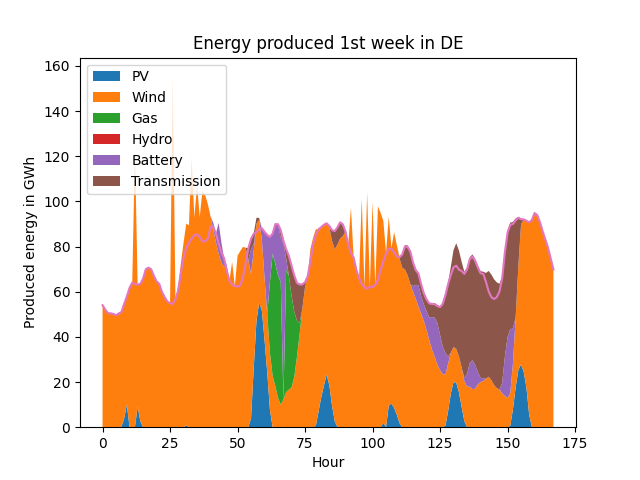 Energy produced 1st week in DE
Produced energy in GWh
160
140
120
100
80
60
40
20
0
PV
Wind
Gas
Hydro
Battery
Transmission
0 25 50 75 100 125 150 175
Hour